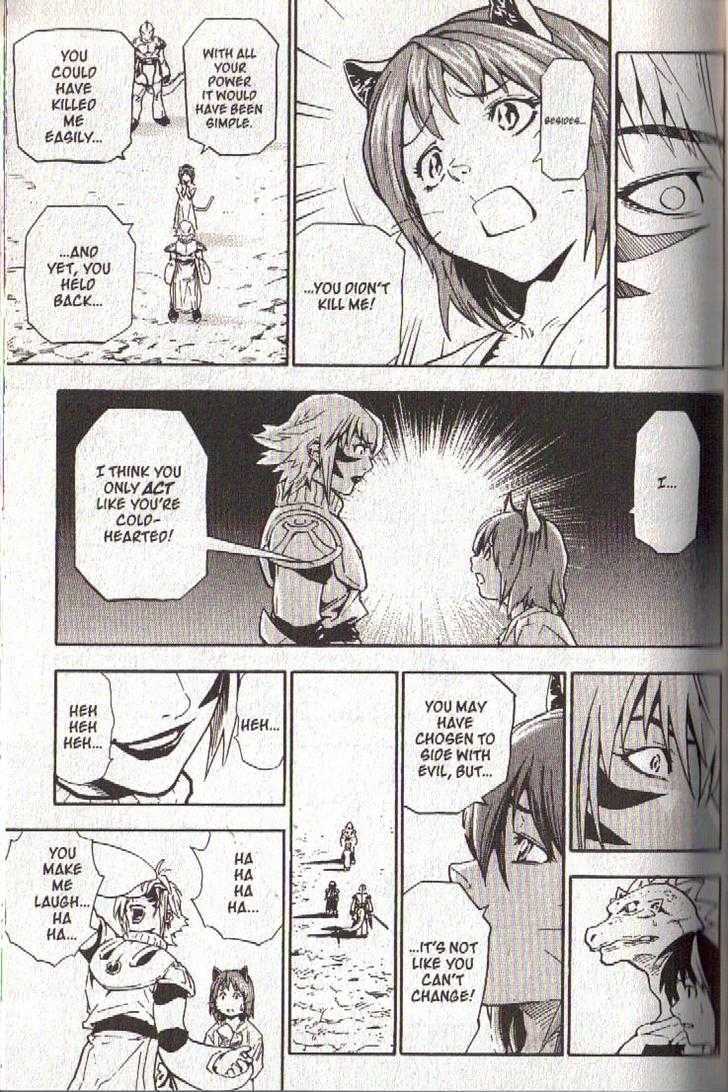 BESIDES...
...YOU DIDN'T
KILL ME!
WITH ALL
YOUR
POWER
IT WOULD
HAVE BEEN
SIMPLE.
YOU
COULD
HAVE
KILLED
ME
EASILY...
...AND
YET, YOU
HELD
BACK...
I...
I THINK YOU
ONLY ACT
LIKE YOU'RE
COLD-
HEARTED!
YOU MAY
HAVE
CHOSEN TO
SIDE WITH
EVIL, BUT...
...IT'S NOT
LIKE YOU
CAN'T
CHANGE!
HEH...
HEH
HEH
HEH...
HA
HA
HA
HA...
YOU
MAKE
ME
LAUGH...
HA
HA...